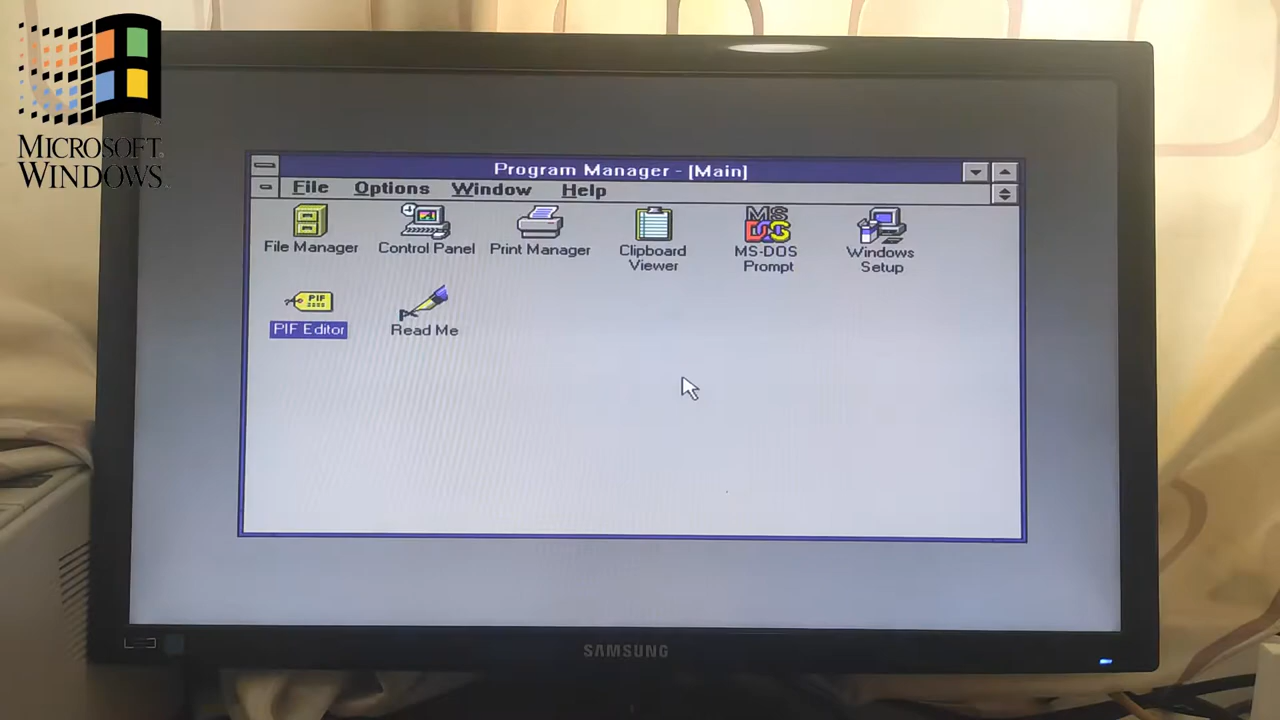 MICROSOFT
WINDOWS
Program Manager - [Main]
File Options Window Help
File Manager
Control Panel
Print Manager
Clipboard
Viewer
MS
DOS
MS-DOS
Prompt
Windows
Setup
PIF
PIF Editor
Read Me
SAMSUNG